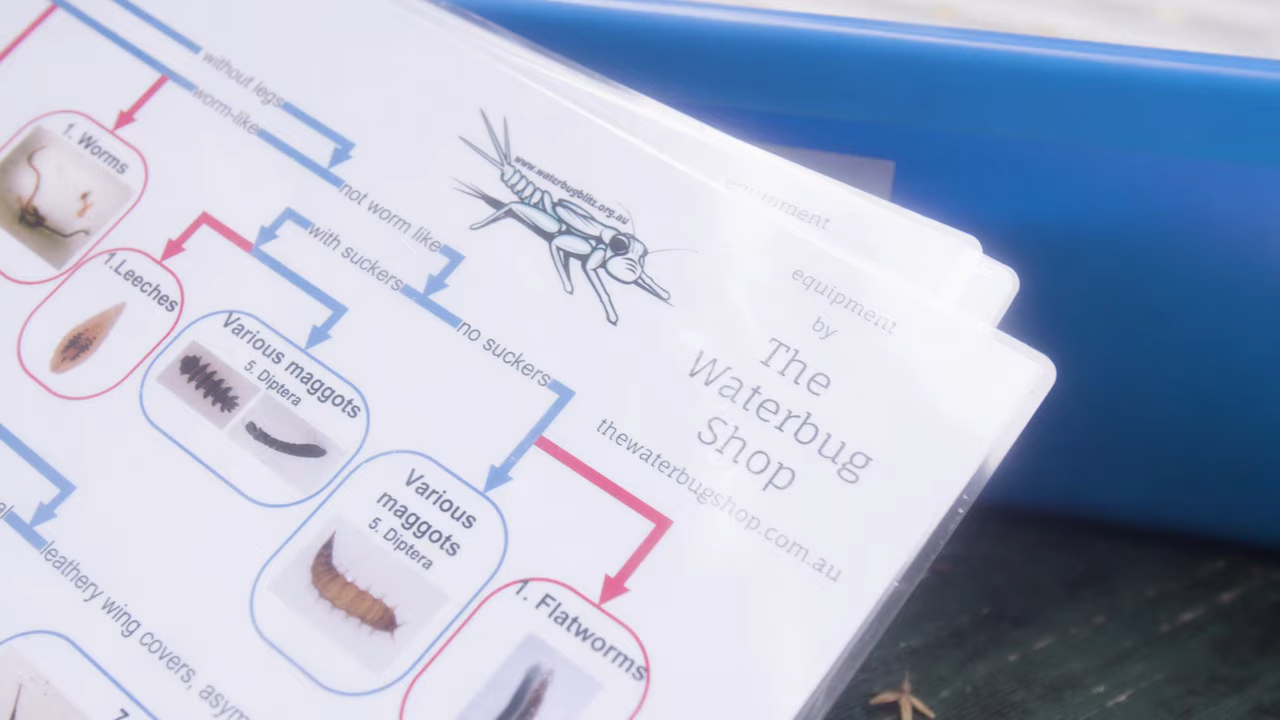 without legs
worm-like
1. Worms
not worm like
with suckers
1.Leeches
no suckers
Various maggots
5. Diptera
Various
maggots
5. Diptera
1. Flatworms
leathery wing covers, asym
7
www.waterbugblitz.org.au
equipment
by
The
Waterbug
Shop
thewaterbugshop.com.au